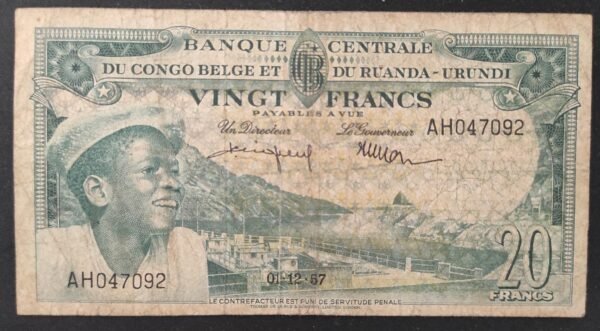 BANQUE CENTRALE
DU CONGO BELGE ET DU RUANDA-URUNDI
VINGT FRANCS
PAYABLES A VUE
Un Directeur Le Gouverneur AH047092
AH047092
01-12-57
20
FRANCS
LE CONTREFACTEUR EST PUNI DE SERVITUDE PENALE